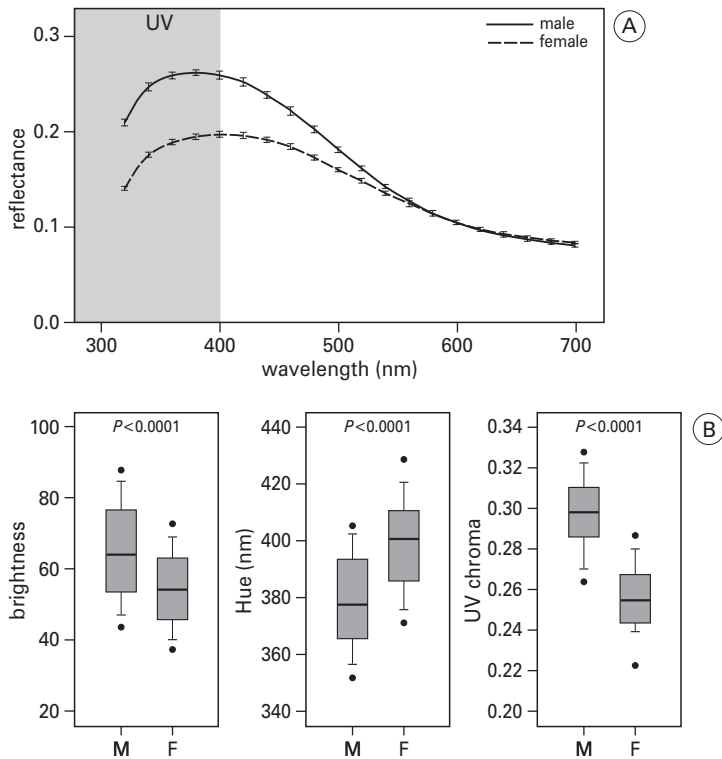 UV
male
female
A
0.3
0.2
0.1
0.0
reflectance
300 400 500 600 700
wavelength (nm)
B
P<0.0001
100
80
60
40
20
brightness
M F
P<0.0001
440
420
400
380
360
340
Hue (nm)
M F
P<0.0001
0.34
0.32
0.30
0.28
0.26
0.24
0.22
0.20
UV chroma
M F